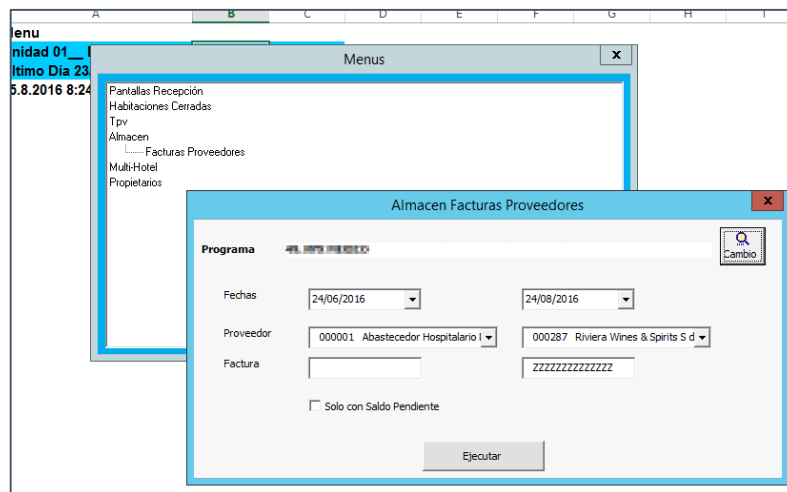 A B C D E F G H I
lenu
nidad 01__
ltimo Día 23/
5.8.2016 8:24
Menus
x
Pantallas Recepción
Habitaciones Cerradas
Tpv
Almacen
Facturas Proveedores
Multi-Hotel
Propietarios
Almacen Facturas Proveedores
x
Programa
Cambio
Fechas 24/06/2016 24/08/2016
Proveedor 000001 Abastecedor Hospitalario 000287 Riviera Wines & Spirits S d
Factura ZZZZZZZZZZZZZZ
Solo con Saldo Pendiente
Ejecutar